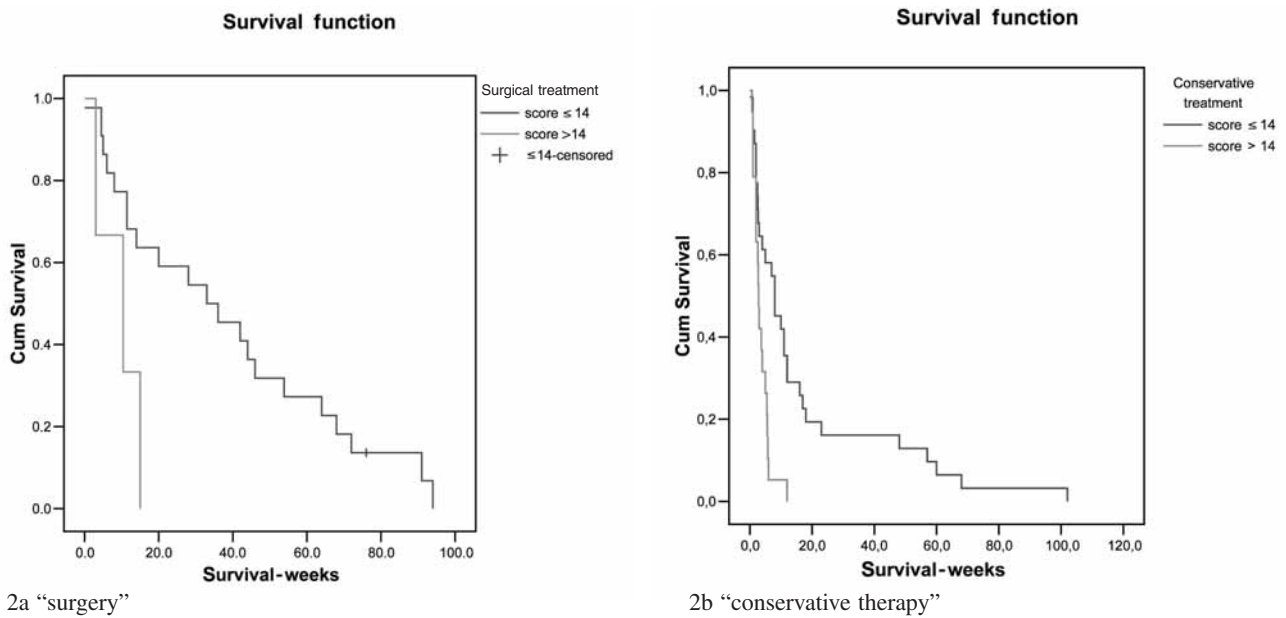 Survival function
Surgical treatment
score ≤ 14
score >14
≤14-censored
1.0
0.8
0.6
0.4
0.2
0.0
Cum Survival
0.0 20.0 40.0 60.0 80.0 100.0
Survival-weeks
2a “surgery”
Survival function
Conservative
treatment
score ≤ 14
score > 14
1,0
0,8
0,6
0,4
0,2
0,0
Cum Survival
0,0 20,0 40,0 60,0 80,0 100,0 120,0
Survival-weeks
2b “conservative therapy”